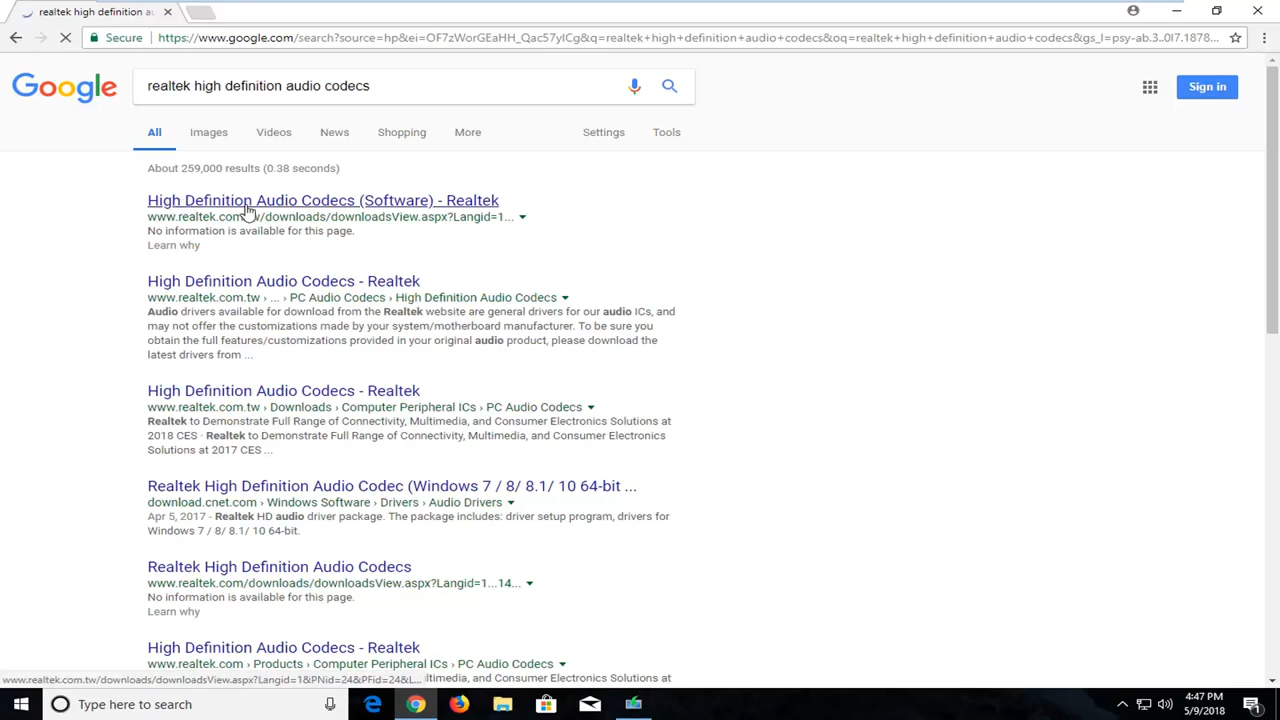 realtek high definition au
Secure
https://www.google.com/search?source=hp&ei=OF7zWorGEaHH_Qac57yICg&q=realtek+high+definition+audio+codecs&oq=realtek+high+definition+audio+codecs&gs_l=psy-ab.3..0l7.1878...
Google
realtek high definition audio codecs
Sign in
All Images Videos News Shopping More Settings Tools
About 259,000 results (0.38 seconds)
High Definition Audio Codecs (Software) - Realtek
www.realtek.com.tw/downloads/downloadsView.aspx?Langid=1...
No information is available for this page.
Learn why
High Definition Audio Codecs - Realtek
www.realtek.com.tw › ... › PC Audio Codecs › High Definition Audio Codecs
Audio drivers available for download from the Realtek website are general drivers for our audio ICs, and
may not offer the customizations made by your system/motherboard manufacturer. To be sure you
obtain the full features/customizations provided in your original audio product, please download the
latest drivers from ...
High Definition Audio Codecs - Realtek
www.realtek.com.tw › Downloads › Computer Peripheral ICs › PC Audio Codecs
Realtek to Demonstrate Full Range of Connectivity, Multimedia, and Consumer Electronics Solutions at
2018 CES · Realtek to Demonstrate Full Range of Connectivity, Multimedia, and Consumer Electronics
Solutions at 2017 CES ...
Realtek High Definition Audio Codec (Windows 7 / 8/ 8.1/ 10 64-bit ...
download.cnet.com › Windows Software › Drivers › Audio Drivers
Apr 5, 2017 - Realtek HD audio driver package. The package includes: driver setup program, drivers for
Windows 7 / 8/ 8.1/ 10 64-bit.
Realtek High Definition Audio Codecs
www.realtek.com/downloads/downloadsView.aspx?Langid=1...14...
No information is available for this page.
Learn why
High Definition Audio Codecs - Realtek
www.realtek.com › Products › Computer Peripheral ICs › PC Audio Codecs
www.realtek.com.tw/downloads/downloadsView.aspx?Langid=1&PNid=24&PFid=24&L...
ltimedia, and Consumer Electronics Solutions at
Type here to search
4:47 PM
5/9/2018
1